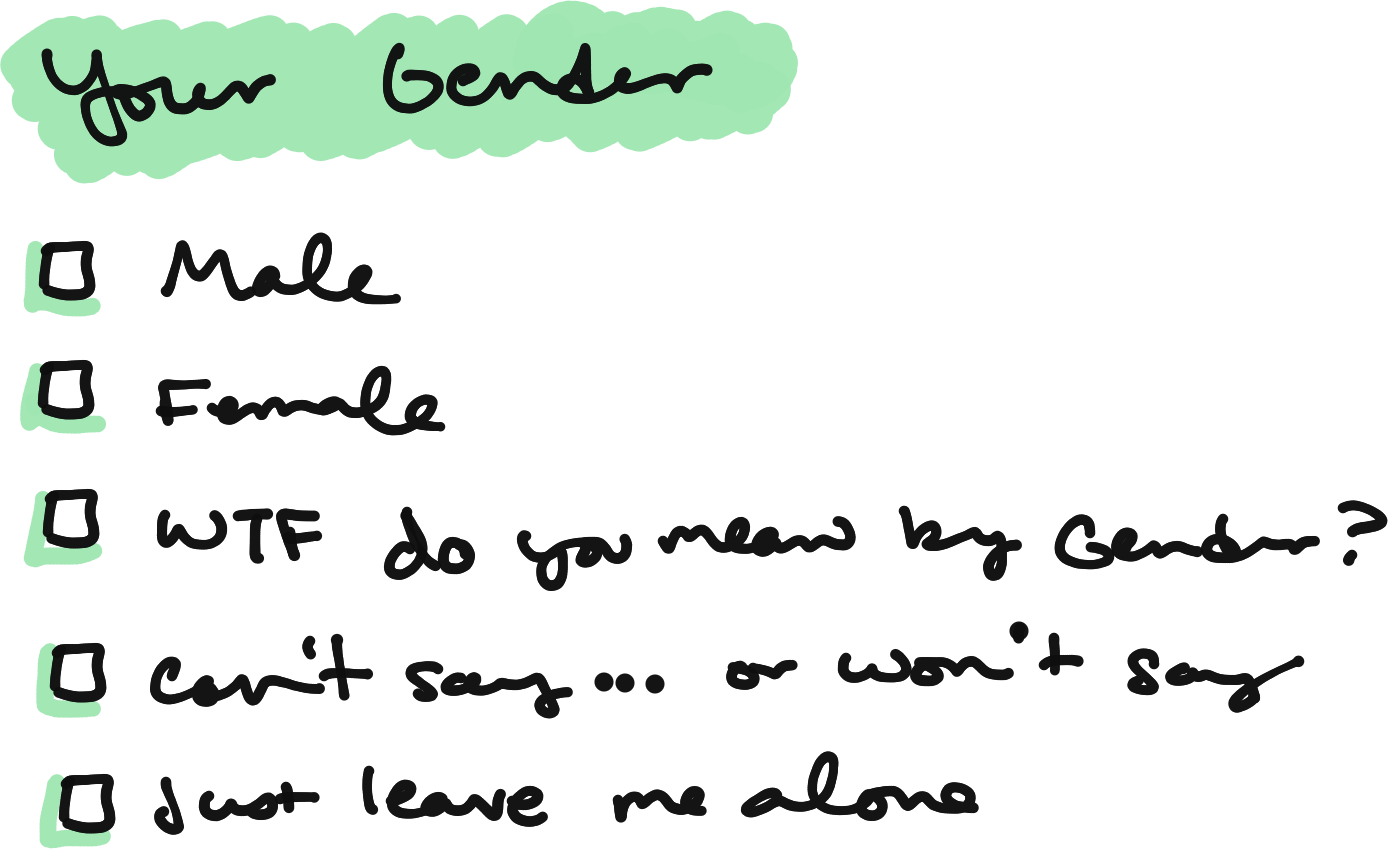 Your Gender
Male
Female
WTF do you mean by Gender?
Can't say... or won't say
Just leave me alone